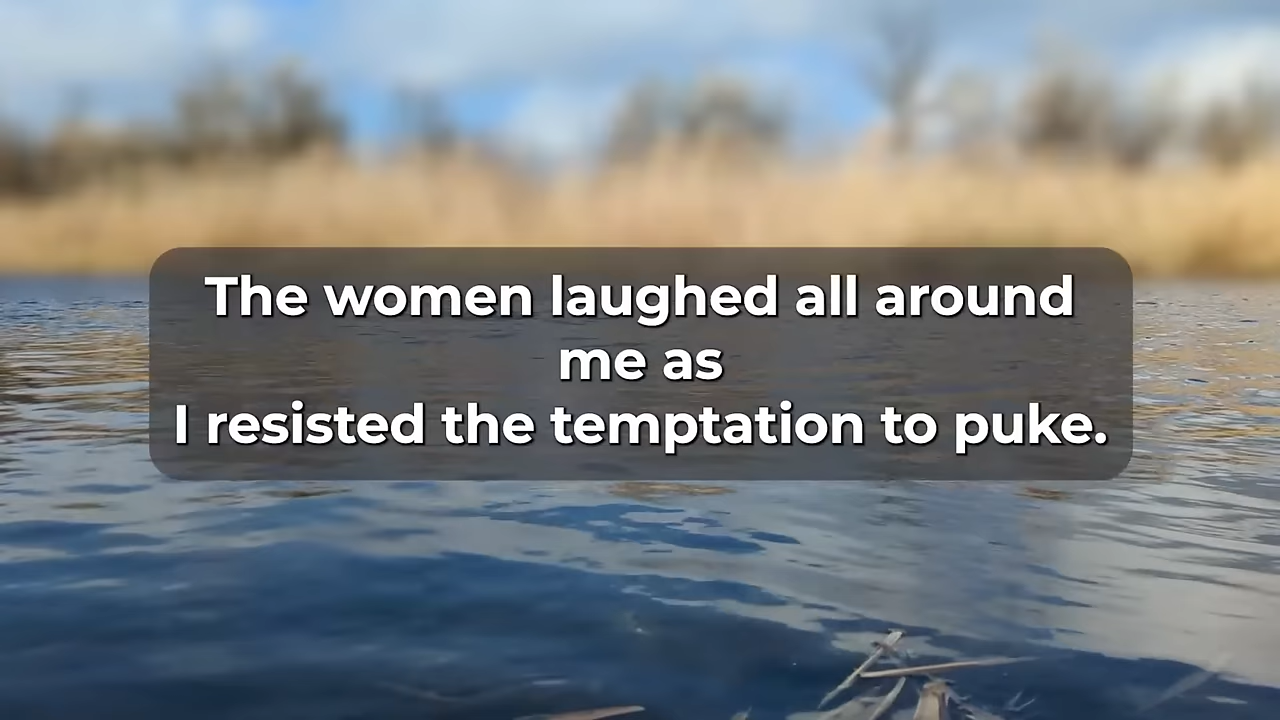 The women laughed all around
me as
I resisted the temptation to puke.